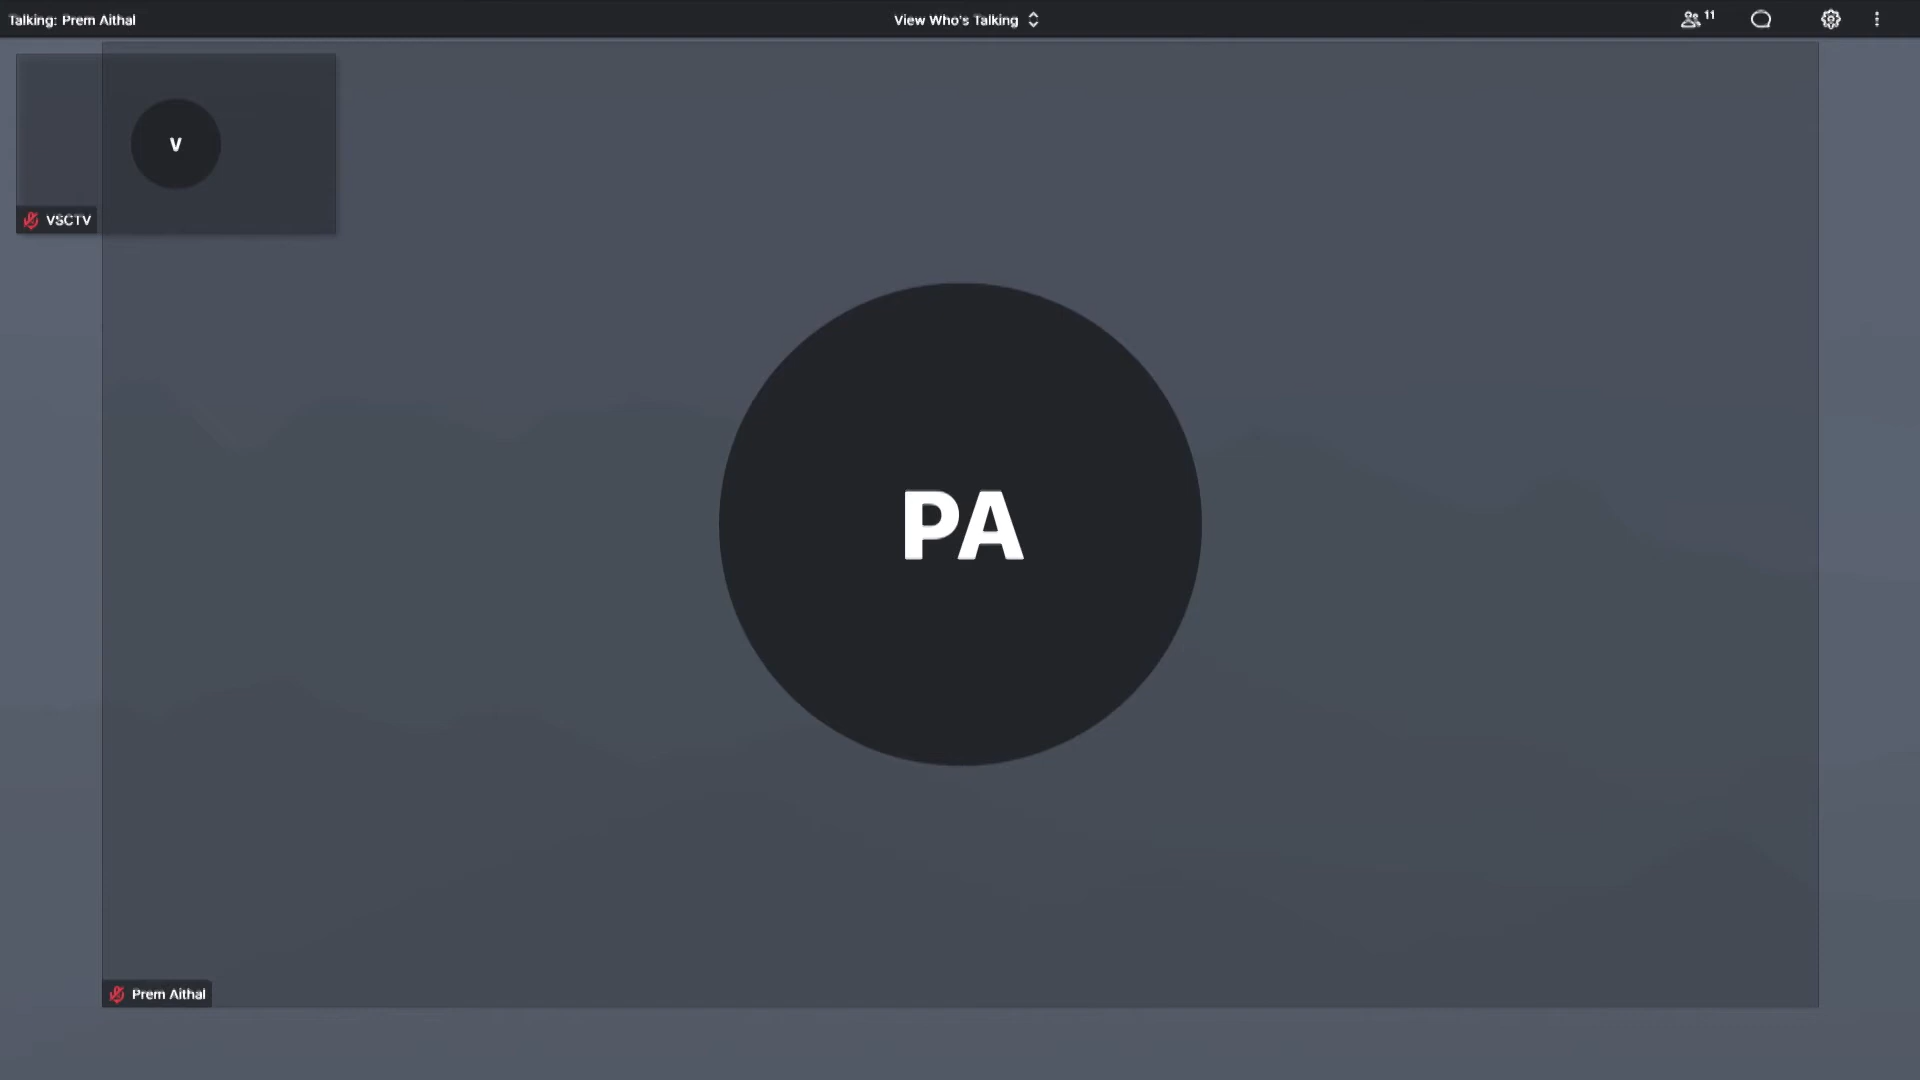 Talking: Prem Aithal
View Who's Talking
11
V
VSCTV
PA
Prem Aithal